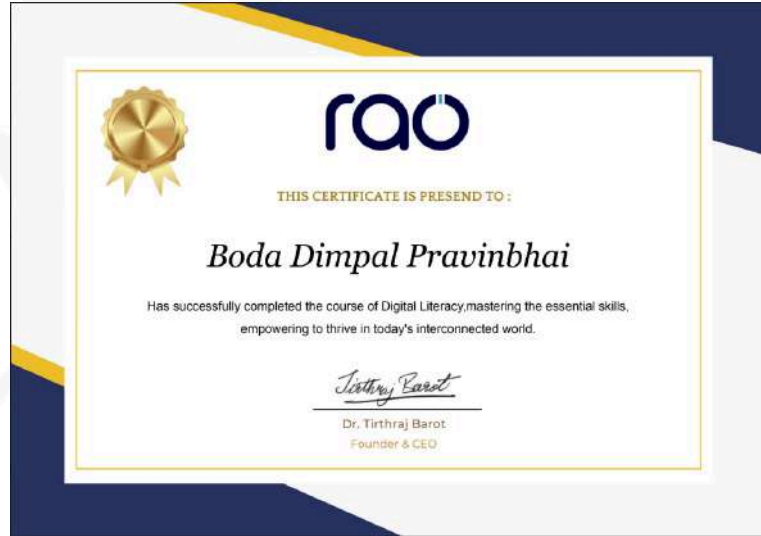 rao
THIS CERTIFICATE IS PRESEND TO :
Boda Dimpal Pravinbhai
Has successfully completed the course of Digital Literacy,mastering the essential skills,
empowering to thrive in today's interconnected world.
Tirthraj Barot
Dr. Tirthraj Barot
Founder & CEO